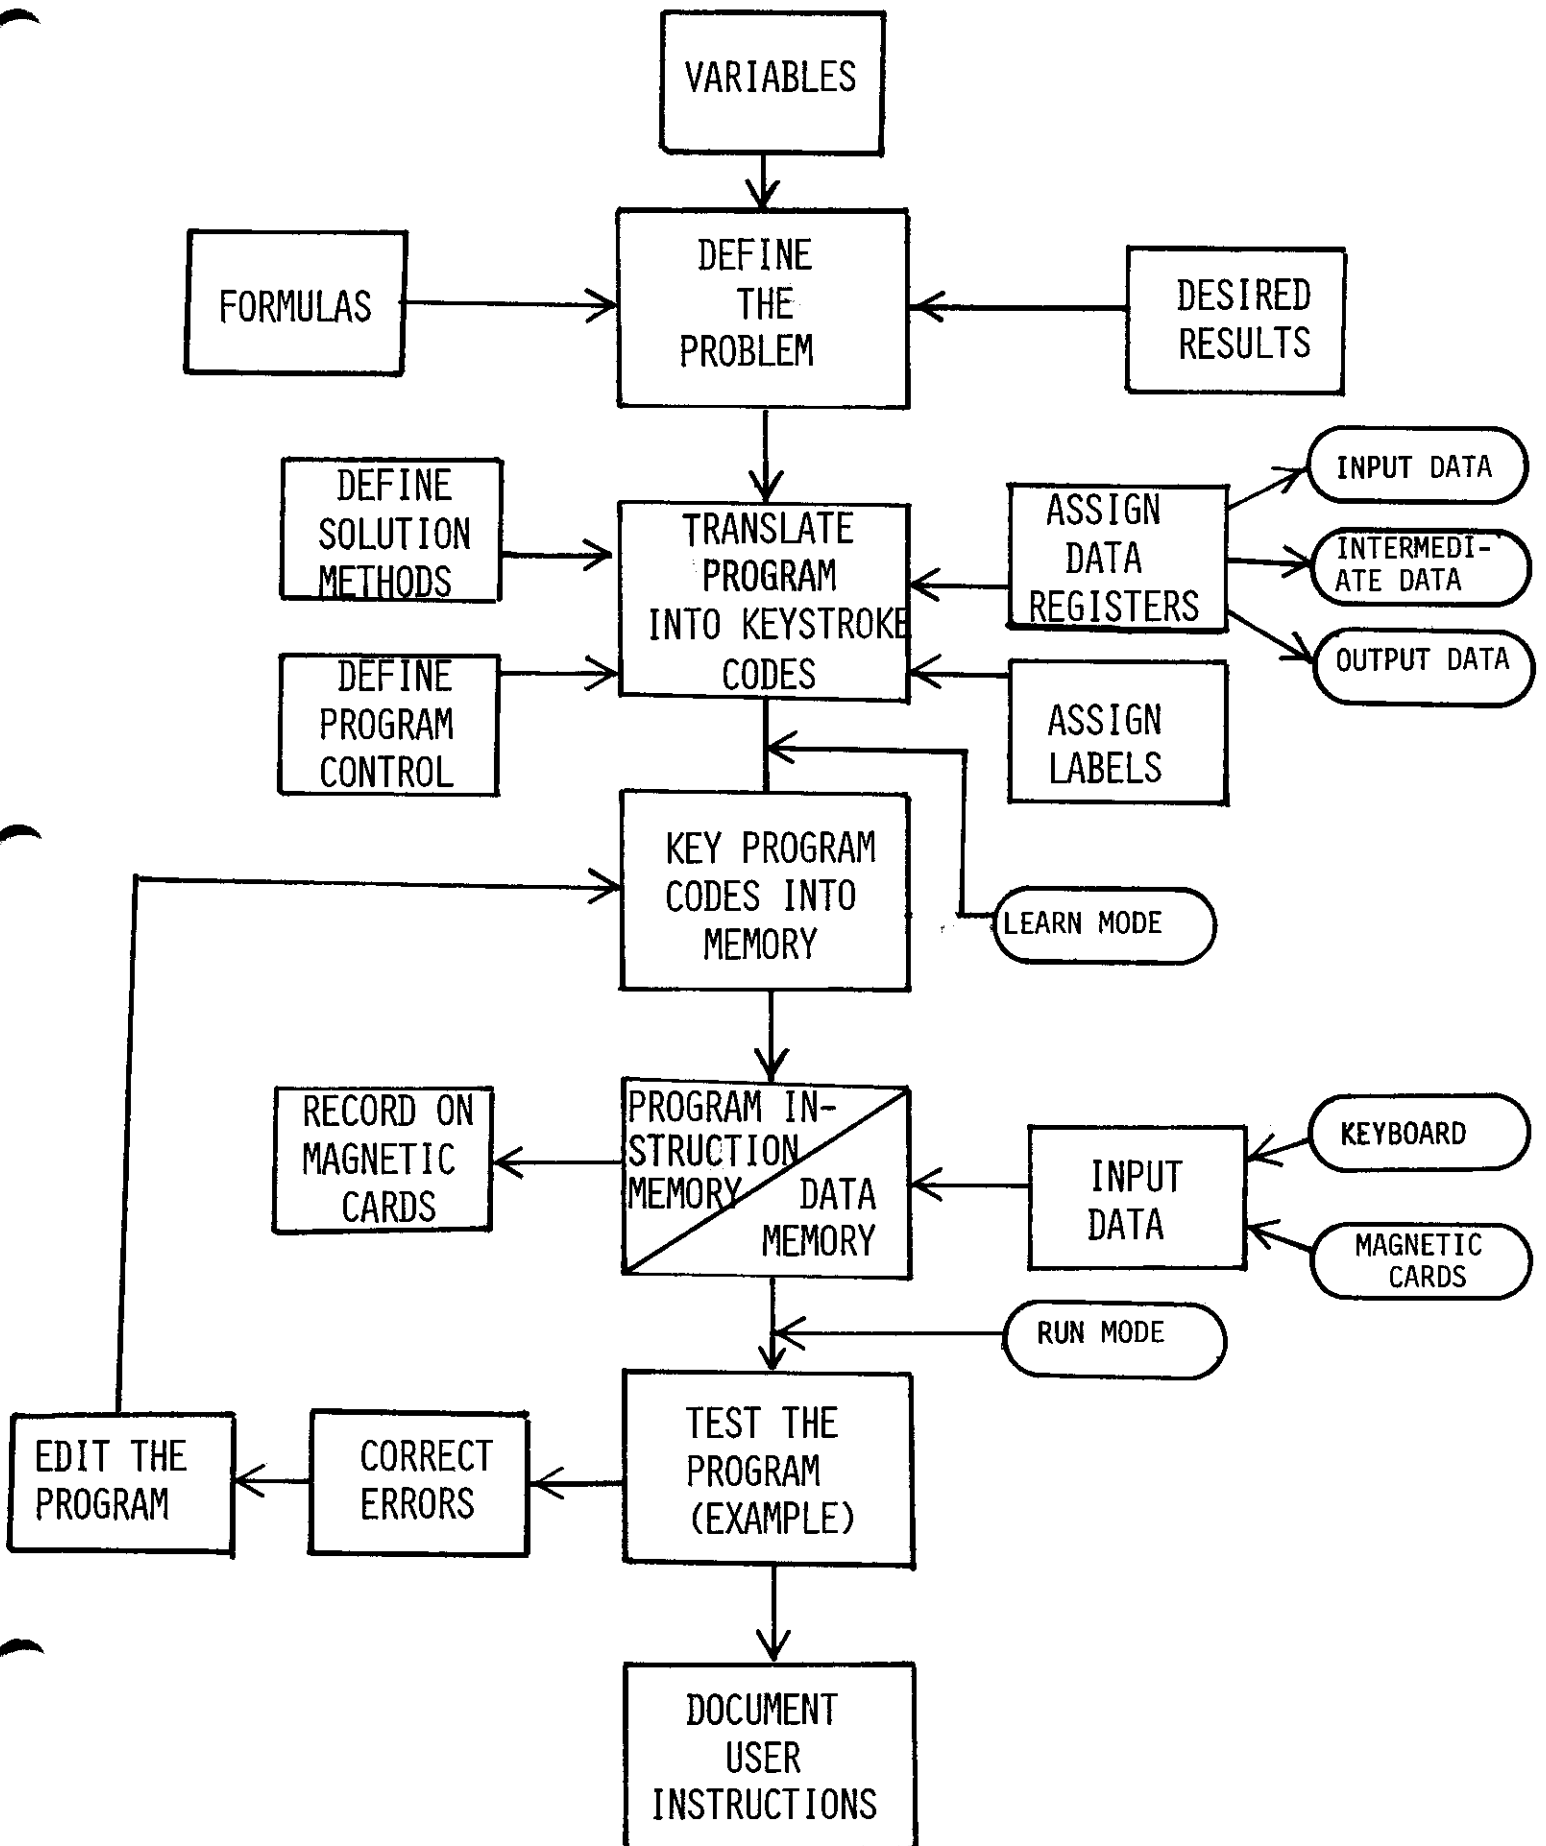 VARIABLES
DEFINE
THE
PROBLEM
FORMULAS
DESIRED
RESULTS
DEFINE
SOLUTION
METHODS
TRANSLATE
PROGRAM
INTO KEYSTROKE
CODES
ASSIGN
DATA
REGISTERS
INPUT DATA
INTERMEDI-
ATE DATA
OUTPUT DATA
DEFINE
PROGRAM
CONTROL
ASSIGN
LABELS
KEY PROGRAM
CODES INTO
MEMORY
LEARN MODE
RECORD ON
MAGNETIC
CARDS
PROGRAM IN-
STRUCTION
MEMORY
DATA
MEMORY
INPUT
DATA
KEYBOARD
MAGNETIC
CARDS
RUN MODE
EDIT THE
PROGRAM
CORRECT
ERRORS
TEST THE
PROGRAM
(EXAMPLE)
DOCUMENT
USER
INSTRUCTIONS